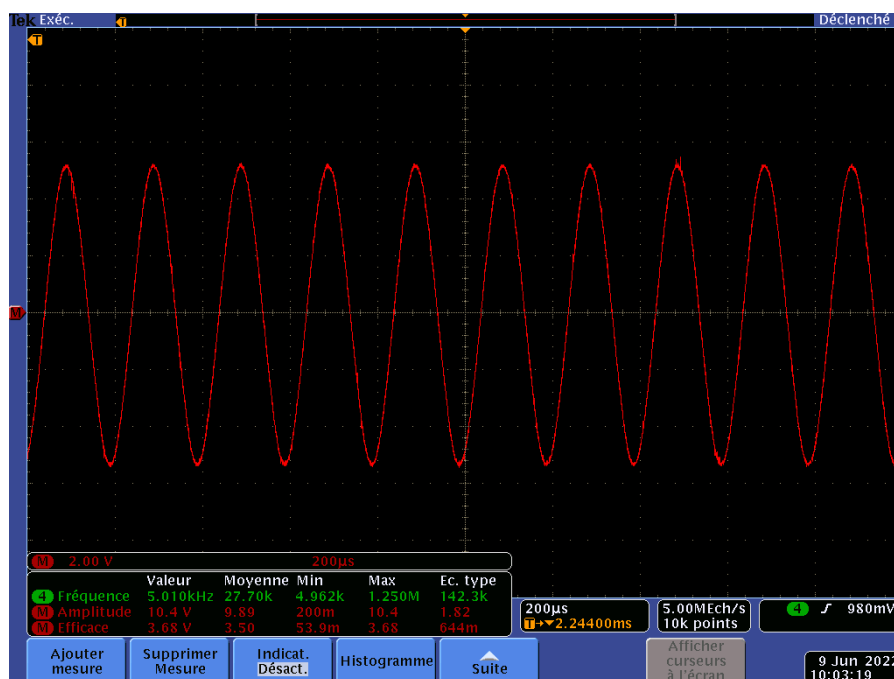 Tek Exéc. T Déclenché
T
M
M 2.00 V 200µs
Valeur Moyenne Min Max Ec. type
4 Fréquence 5.010kHz 27.70k 4.962k 1.250M 142.3k
M Amplitude 10.4 V 9.89 200m 10.4 1.82
M Efficace 3.68 V 3.50 53.9m 3.68 644m
200µs
T→▼2.24400ms
5.00MEch/s
10k points
4 980mV
Ajouter
mesure
Supprimer
Mesure
Indicat.
Désact.
Histogramme
Suite
Afficher
curseurs
à l'écran
9 Jun 2022
10:03:19